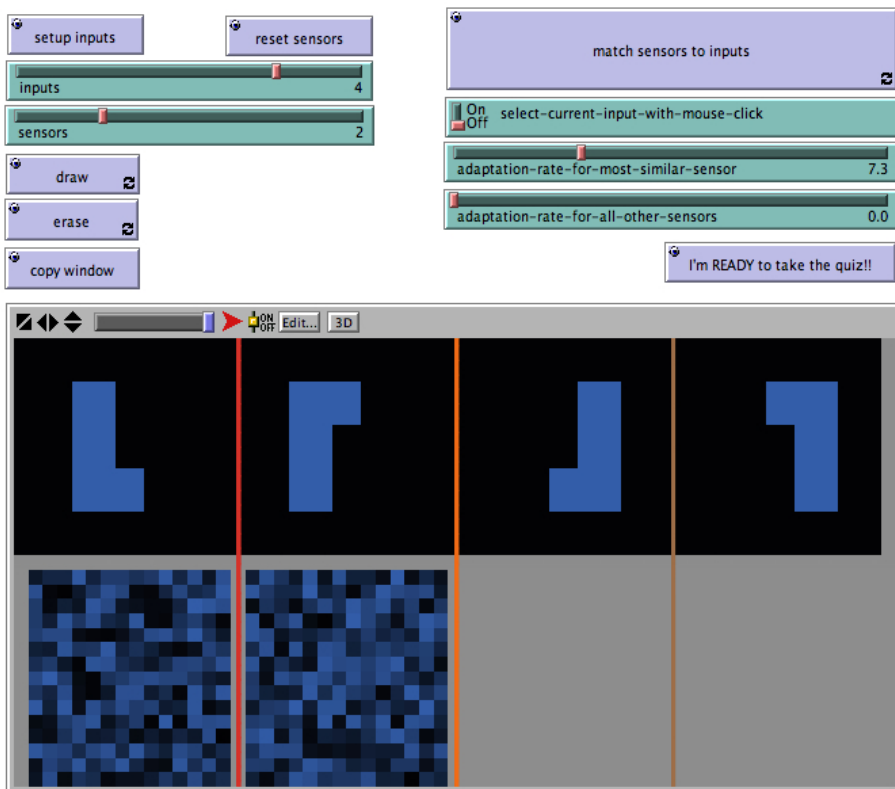 setup inputs
reset sensors
match sensors to inputs
inputs 4
On
Off
select-current-input-with-mouse-click
sensors 2
adaptation-rate-for-most-similar-sensor 7.3
draw
adaptation-rate-for-all-other-sensors 0.0
erase
copy window
I'm READY to take the quiz!!
ON
OFF
Edit... 3D